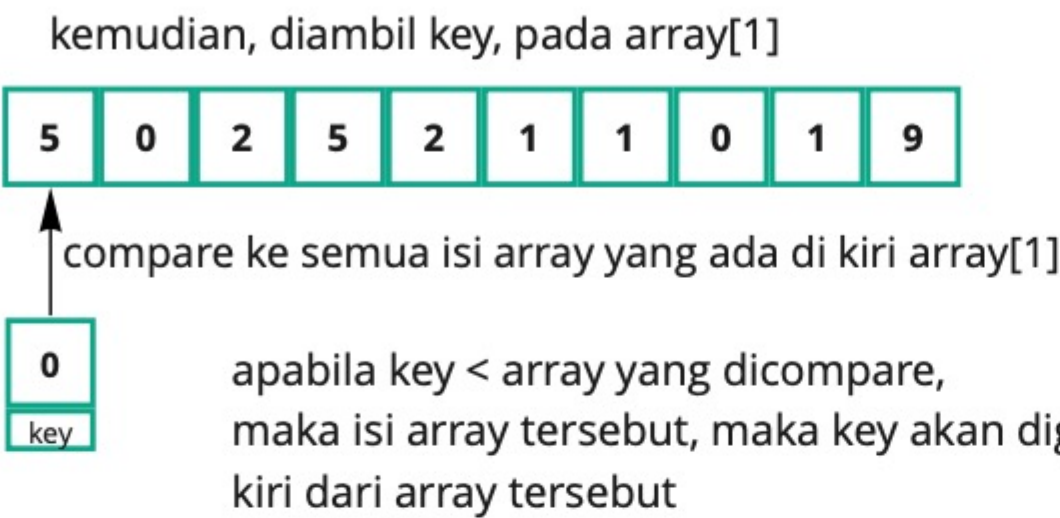 kemudian, diambil key, pada array[1]
5 0 2 5 2 1 1 0 1 9
compare ke semua isi array yang ada di kiri array[1]
0
key
apabila key < array yang dicompare,
maka isi array tersebut, maka key akan
kiri dari array tersebut